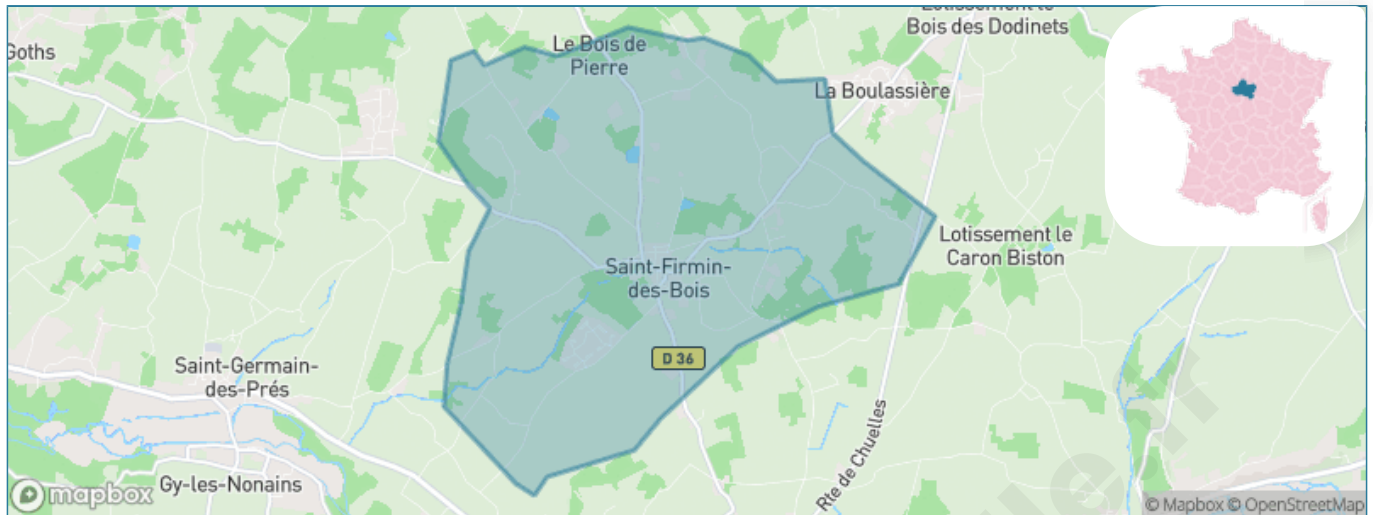 Lotissement le
Bois des Dodinets
Goths
Le Bois de
Pierre
La Boulassière
Lotissement le
Caron Biston
Saint-Firmin-
des-Bois
D 36
Saint-Germain-
des-Prés
Rte de Chuelles
Gy-les-Nonains
mapbox
© Mapbox © OpenStreetMap